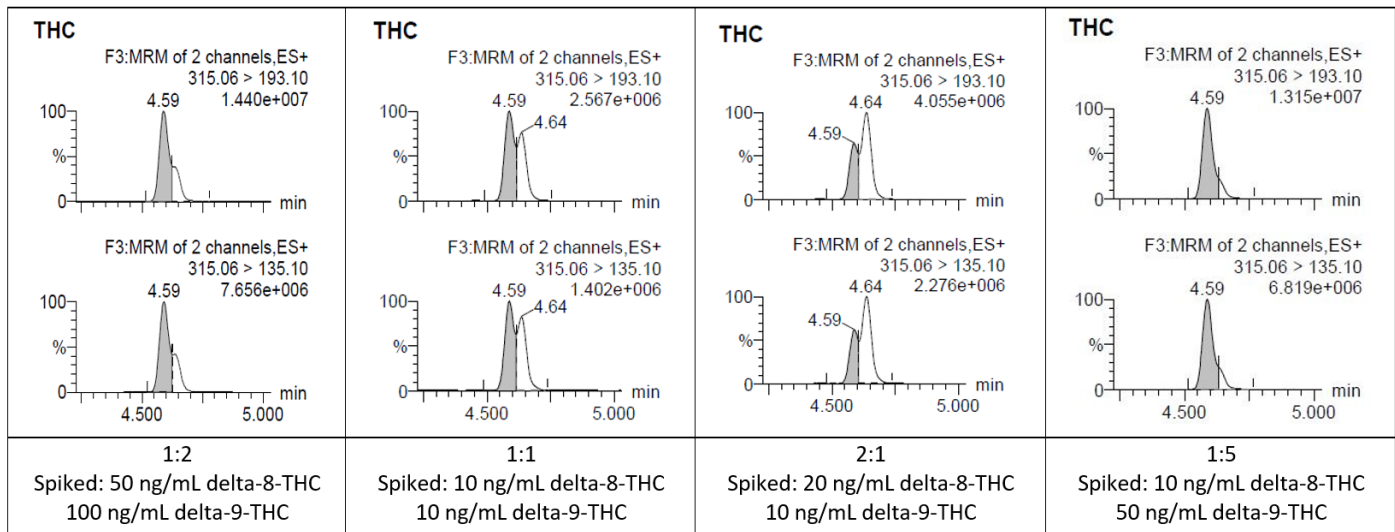 THC
F3:MRM of 2 channels,ES+
315.06 > 193.10
1.440e+007
4.59
100
%
0
min
F3:MRM of 2 channels,ES+
315.06 > 135.10
7.656e+006
4.59
100
%
0
min
4.500 5.000
1:2
Spiked: 50 ng/mL delta-8-THC
100 ng/mL delta-9-THC
THC
F3:MRM of 2 channels,ES+
315.06 > 193.10
2.567e+006
4.59
4.64
100
%
0
min
F3:MRM of 2 channels,ES+
315.06 > 135.10
1.402e+006
4.59
4.64
100
%
0
min
4.500 5.000
1:1
Spiked: 10 ng/mL delta-8-THC
10 ng/mL delta-9-THC
THC
F3:MRM of 2 channels,ES+
315.06 > 193.10
4.055e+006
4.64
4.59
100
%
0
min
F3:MRM of 2 channels,ES+
315.06 > 135.10
2.276e+006
4.64
4.59
100
%
0
min
4.500 5.000
2:1
Spiked: 20 ng/mL delta-8-THC
10 ng/mL delta-9-THC
THC
F3:MRM of 2 channels,ES+
315.06 > 193.10
1.315e+007
4.59
100
%
0
min
F3:MRM of 2 channels,ES+
315.06 > 135.10
6.819e+006
4.59
100
%
0
min
4.500 5.000
1:5
Spiked: 10 ng/mL delta-8-THC
50 ng/mL delta-9-THC